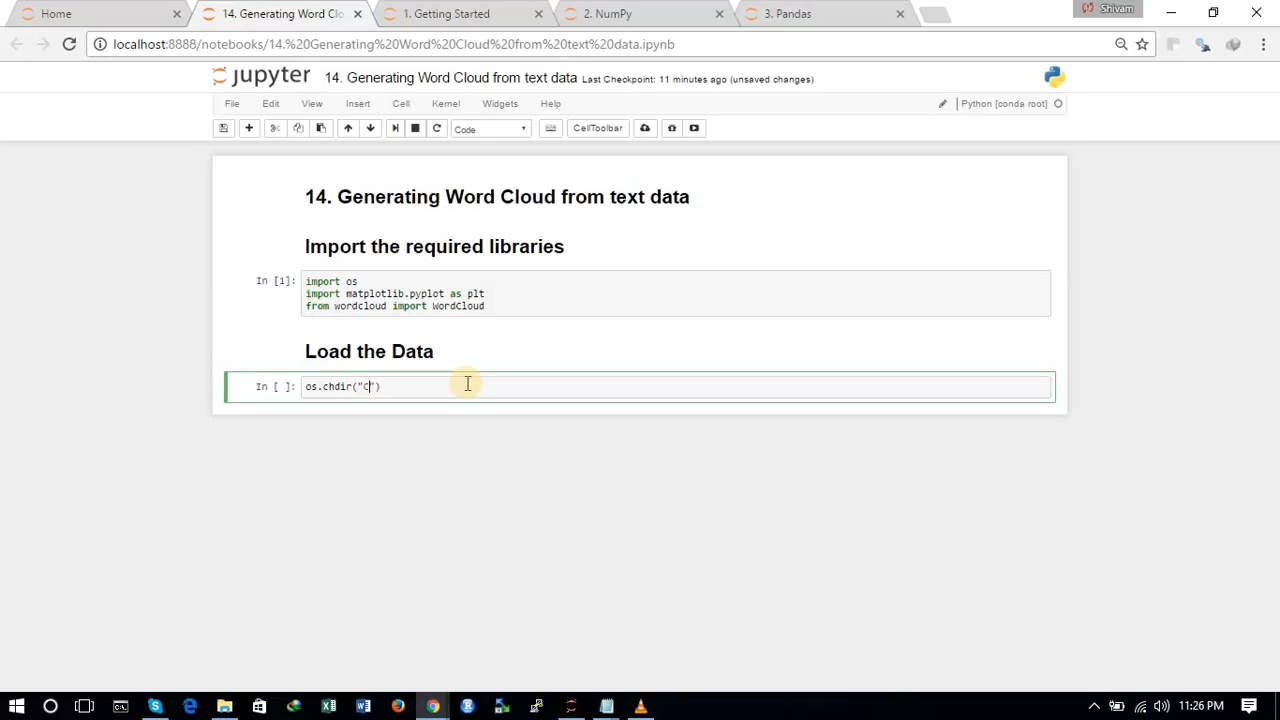 Home
14. Generating Word Clo
1. Getting Started
2. NumPy
3. Pandas
Shivam
localhost:8888/notebooks/14.%20Generating%20Word%20Cloud%20from%20text%20data.ipynb
jupyter 14. Generating Word Cloud from text data Last Checkpoint: 11 minutes ago (unsaved changes)
File Edit View Insert Cell Kernel Widgets Help
Python [conda root]
Code CellToolbar
14. Generating Word Cloud from text data
Import the required libraries
In [1]: import os
import matplotlib.pyplot as plt
from wordcloud import WordCloud
Load the Data
In [ ]: os.chdir("C")
11:26 PM